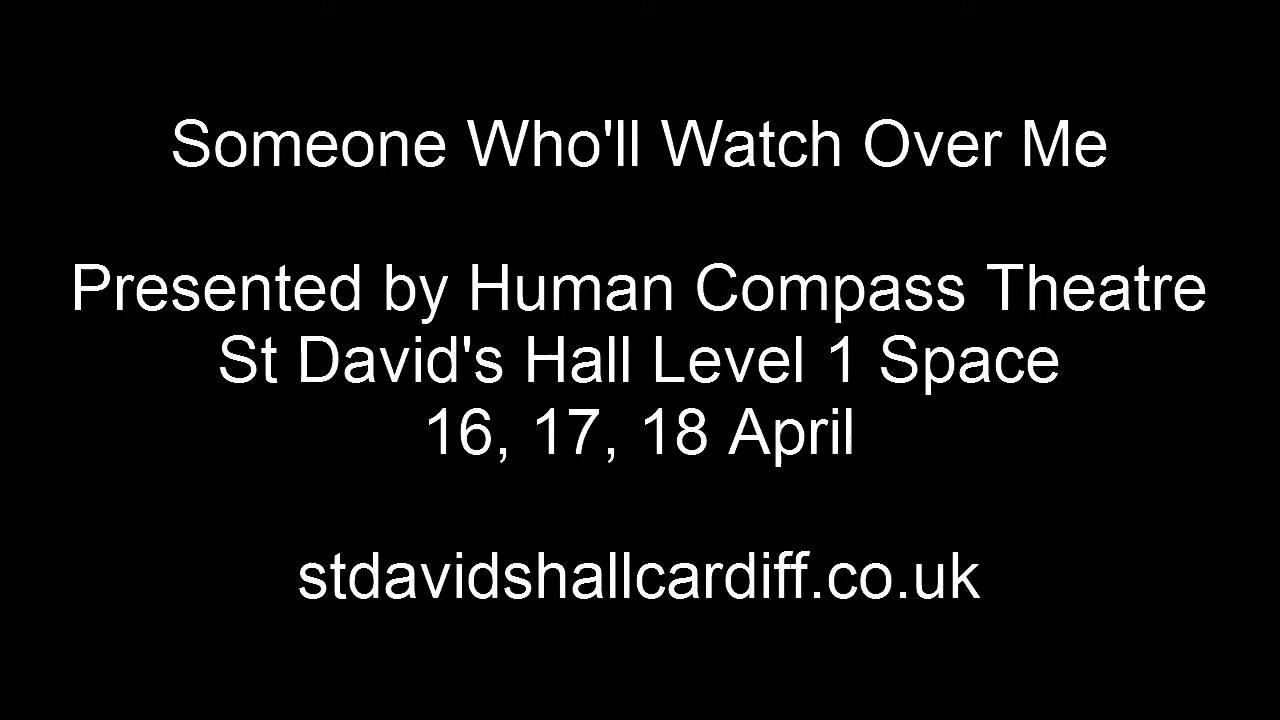 Someone Who'll Watch Over Me
Presented by Human Compass Theatre
St David's Hall Level 1 Space
16, 17, 18 April
stdavidshallcardiff.co.uk